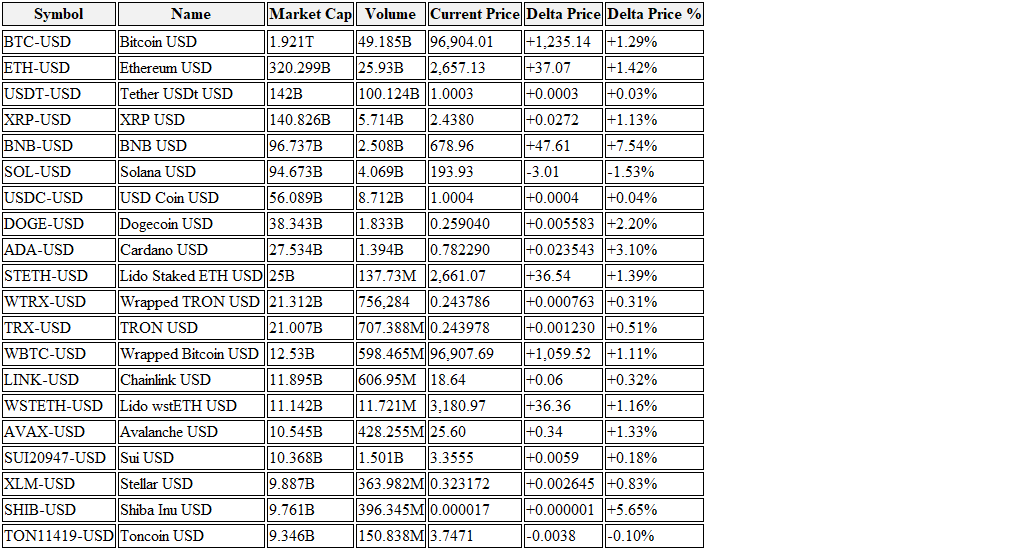 Symbol Name Market Cap Volume Current Price Delta Price Delta Price %
BTC-USD Bitcoin USD 1.921T 49.185B 96,904.01 +1,235.14 +1.29%
ETH-USD Ethereum USD 320.299B 25.93B 2,657.13 +37.07 +1.42%
USDT-USD Tether USDt USD 142B 100.124B 1.0003 +0.0003 +0.03%
XRP-USD XRP USD 140.826B 5.714B 2.4380 +0.0272 +1.13%
BNB-USD BNB USD 96.737B 2.508B 678.96 +47.61 +7.54%
SOL-USD Solana USD 94.673B 4.069B 193.93 -3.01 -1.53%
USDC-USD USD Coin USD 56.089B 8.712B 1.0004 +0.0004 +0.04%
DOGE-USD Dogecoin USD 38.343B 1.833B 0.259040 +0.005583 +2.20%
ADA-USD Cardano USD 27.534B 1.394B 0.782290 +0.023543 +3.10%
STETH-USD Lido Staked ETH USD 25B 137.73M 2,661.07 +36.54 +1.39%
WTRX-USD Wrapped TRON USD 21.312B 756,284 0.243786 +0.000763 +0.31%
TRX-USD TRON USD 21.007B 707.388M 0.243978 +0.001230 +0.51%
WBTC-USD Wrapped Bitcoin USD 12.53B 598.465M 96,907.69 +1,059.52 +1.11%
LINK-USD Chainlink USD 11.895B 606.95M 18.64 +0.06 +0.32%
WSTETH-USD Lido wstETH USD 11.142B 11.721M 3,180.97 +36.36 +1.16%
AVAX-USD Avalanche USD 10.545B 428.255M 25.60 +0.34 +1.33%
SUI20947-USD Sui USD 10.368B 1.501B 3.3555 +0.0059 +0.18%
XLM-USD Stellar USD 9.887B 363.982M 0.323172 +0.002645 +0.83%
SHIB-USD Shiba Inu USD 9.761B 396.345M 0.000017 +0.000001 +5.65%
TON11419-USD Toncoin USD 9.346B 150.838M 3.7471 -0.0038 -0.10%